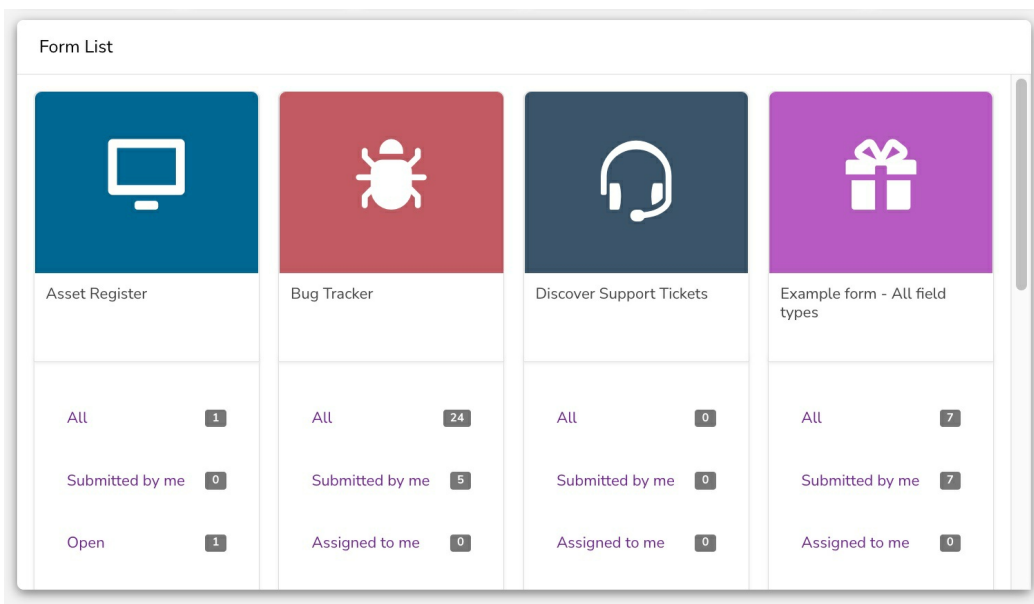 Form List
Asset Register
All 1
Submitted by me 0
Open 1
Bug Tracker
All 24
Submitted by me 5
Assigned to me 0
Discover Support Tickets
All 0
Submitted by me 0
Assigned to me 0
Example form - All field
types
All 7
Submitted by me 7
Assigned to me 0